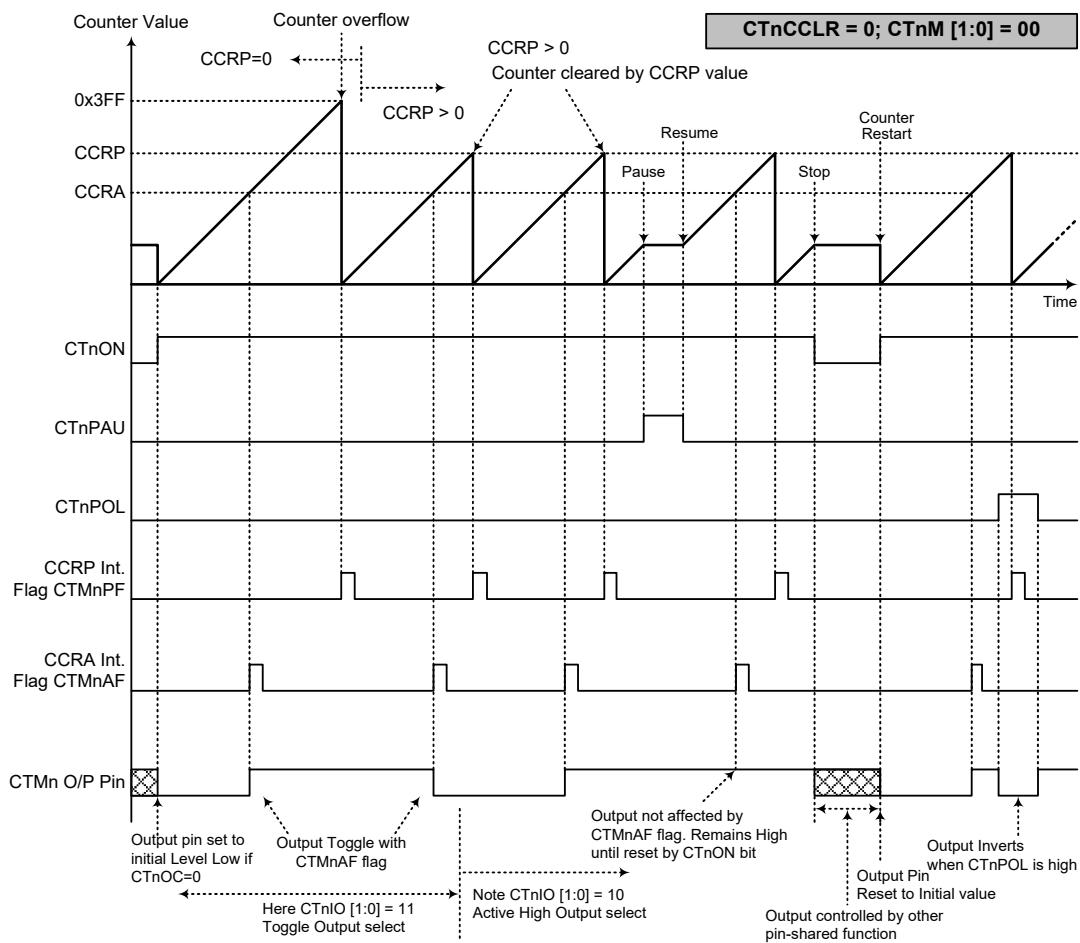 Counter Value
Counter overflow
CTnCCLR = 0; CTnM [1:0] = 00
CCRP=0
CCRP > 0
CCRP > 0
Counter cleared by CCRP value
0x3FF
CCRP
CCRA
Pause
Resume
Stop
Counter
Restart
Time
CTnON
CTnPAU
CTnPOL
CCRP Int.
Flag CTMnPF
CCRA Int.
Flag CTMnAF
CTMn O/P Pin
Output pin set to
initial Level Low if
CTnOC=0
Output Toggle with
CTMnAF flag
Here CTnIO [1:0] = 11
Toggle Output select
Note CTnIO [1:0] = 10
Active High Output select
Output not affected by
CTMnAF flag. Remains High
until reset by CTnON bit
Output controlled by other
pin-shared function
Output Pin
Reset to Initial value
Output Inverts
when CTnPOL is high